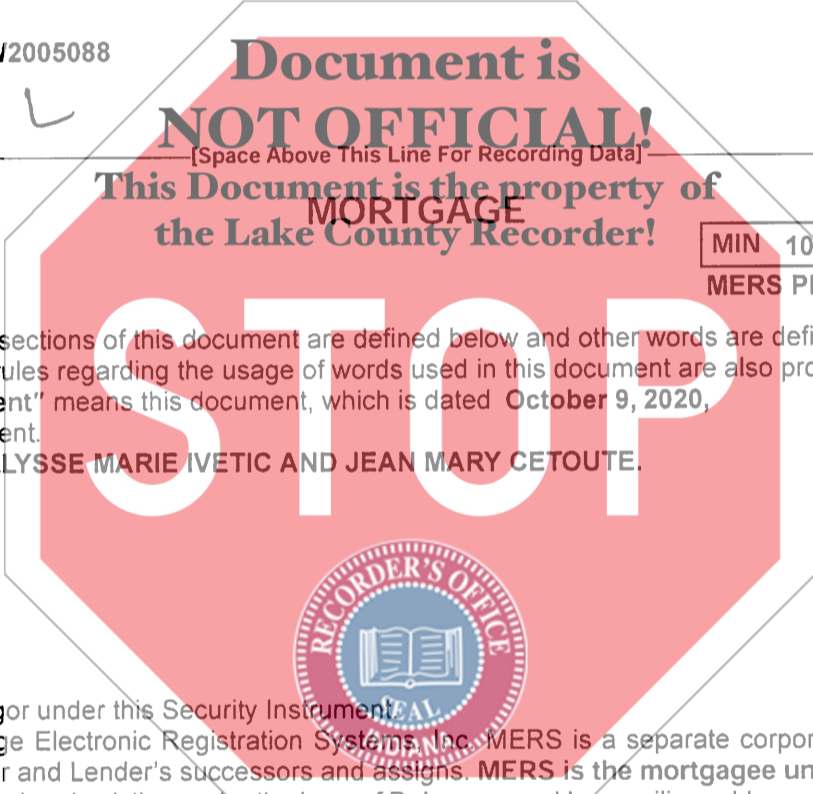 2005088
Document is
NOT OFFICIAL!
[Space Above This Line For Recording Data]
This Document is the property of
MORTGAGE
the Lake County Recorder!
MIN 10
MERS
STOP
sections of this document are defined below and other words are defi
ules regarding the usage of words used in this document are also pro
ent" means this document, which is dated October 9, 2020,
ent.
LYSSE MARIE IVETIC AND JEAN MARY CETOUTE.
RECORDER'S OFFICE
SEAL
gor under this Security Instrument.
ge Electronic Registration Systems, Inc. MERS is a separate corpor
r and Lender's successors and assigns. MERS is the mortgagee un